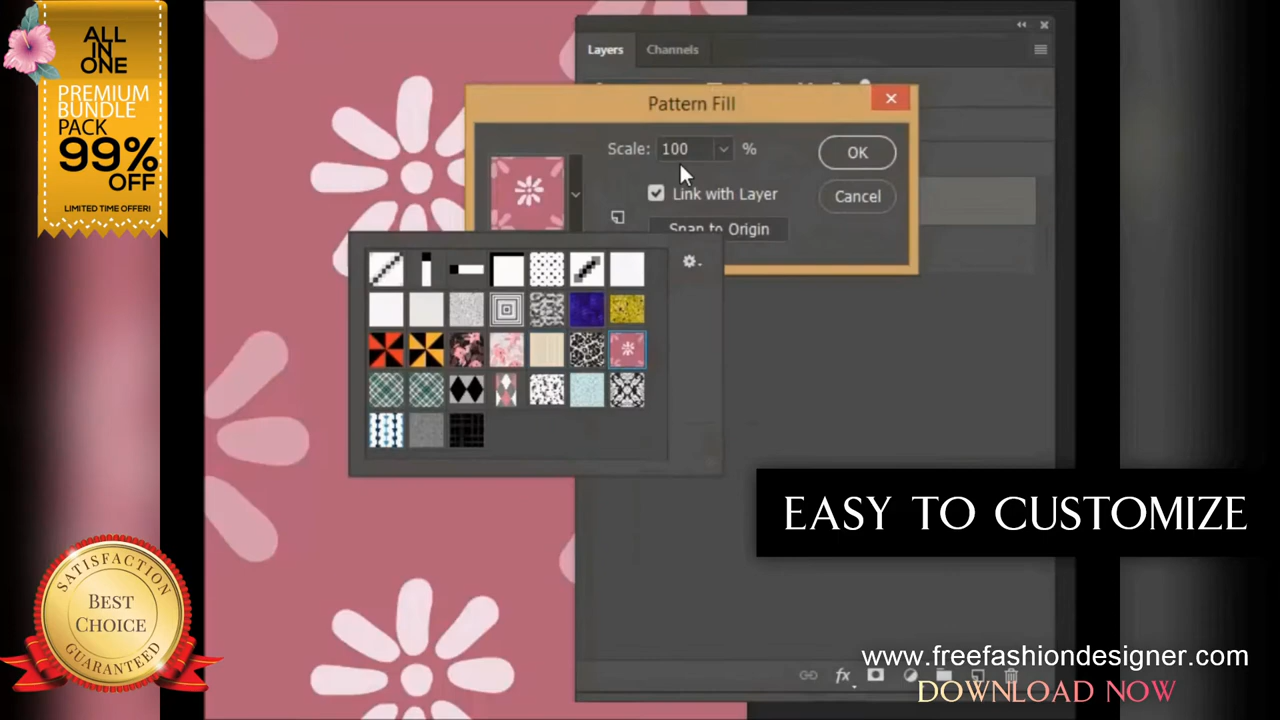 ALL
IN
ONE
PREMIUM
BUNDLE
PACK
99%
OFF
LIMITED TIME OFFER!
Layers
Channels
Pattern Fill
Scale: 100 %
OK
Link with Layer
Cancel
Snap to Origin
EASY TO CUSTOMIZE
SATISFACTION
BEST
CHOICE
GUARANTEED
www.freefashiondesigner.com
fx
DOWNLOAD NOW